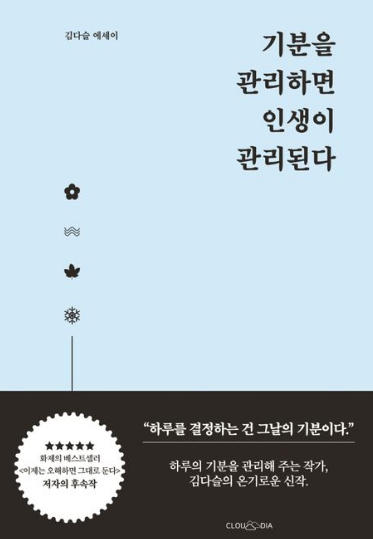 김다슬 에세이
기분을
관리하면
인생이
관리된다
“하루를 결정하는 건 그날의 기분이다.”
하루의 기분을 관리해 주는 작가,
김다슬의 온기로운 신작.
★★★★★
화제의 베스트셀러
<이제는 오해하면 그대로 둔다>
저자의 후속작
CLOUDIA